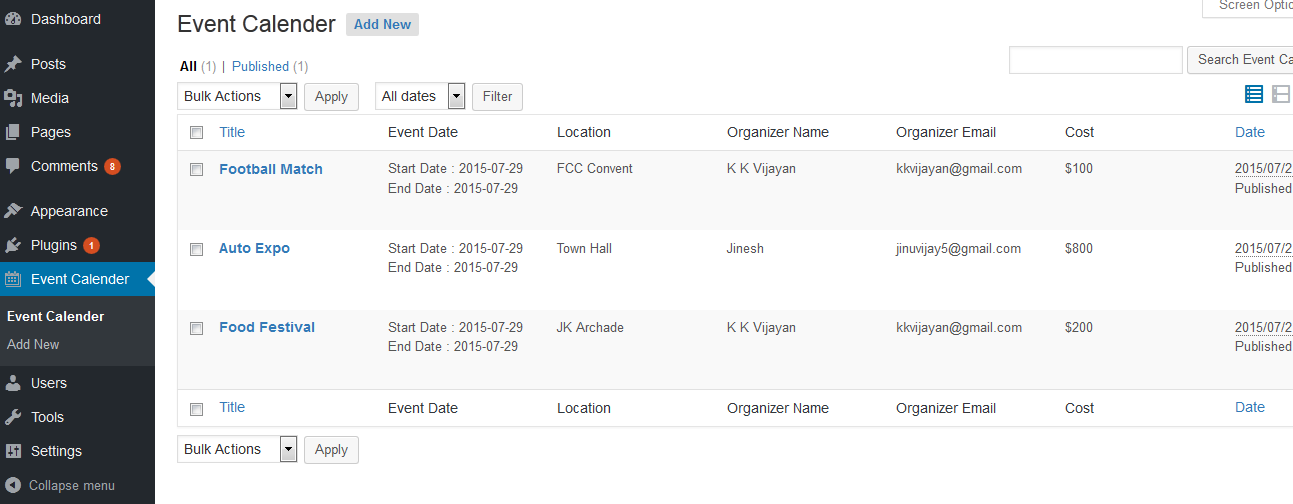 Dashboard
Posts
Media
Pages
Comments 8
Appearance
Plugins 1
Event Calender
Event Calender
Add New
Users
Tools
Settings
Collapse menu
Screen Optio
Event Calender Add New
All (1) | Published (1)
Search Event Ca
Bulk Actions Apply All dates Filter
Title Event Date Location Organizer Name Organizer Email Cost Date
Football Match Start Date : 2015-07-29 FCC Convent K K Vijayan kkvijayan@gmail.com $100 2015/07/2
End Date : 2015-07-29 Published
Auto Expo Start Date : 2015-07-29 Town Hall Jinesh jinuvijay5@gmail.com $800 2015/07/2
End Date : 2015-07-29 Published
Food Festival Start Date : 2015-07-29 JK Archade K K Vijayan kkvijayan@gmail.com $200 2015/07/2
End Date : 2015-07-29 Published
Title Event Date Location Organizer Name Organizer Email Cost Date
Bulk Actions Apply